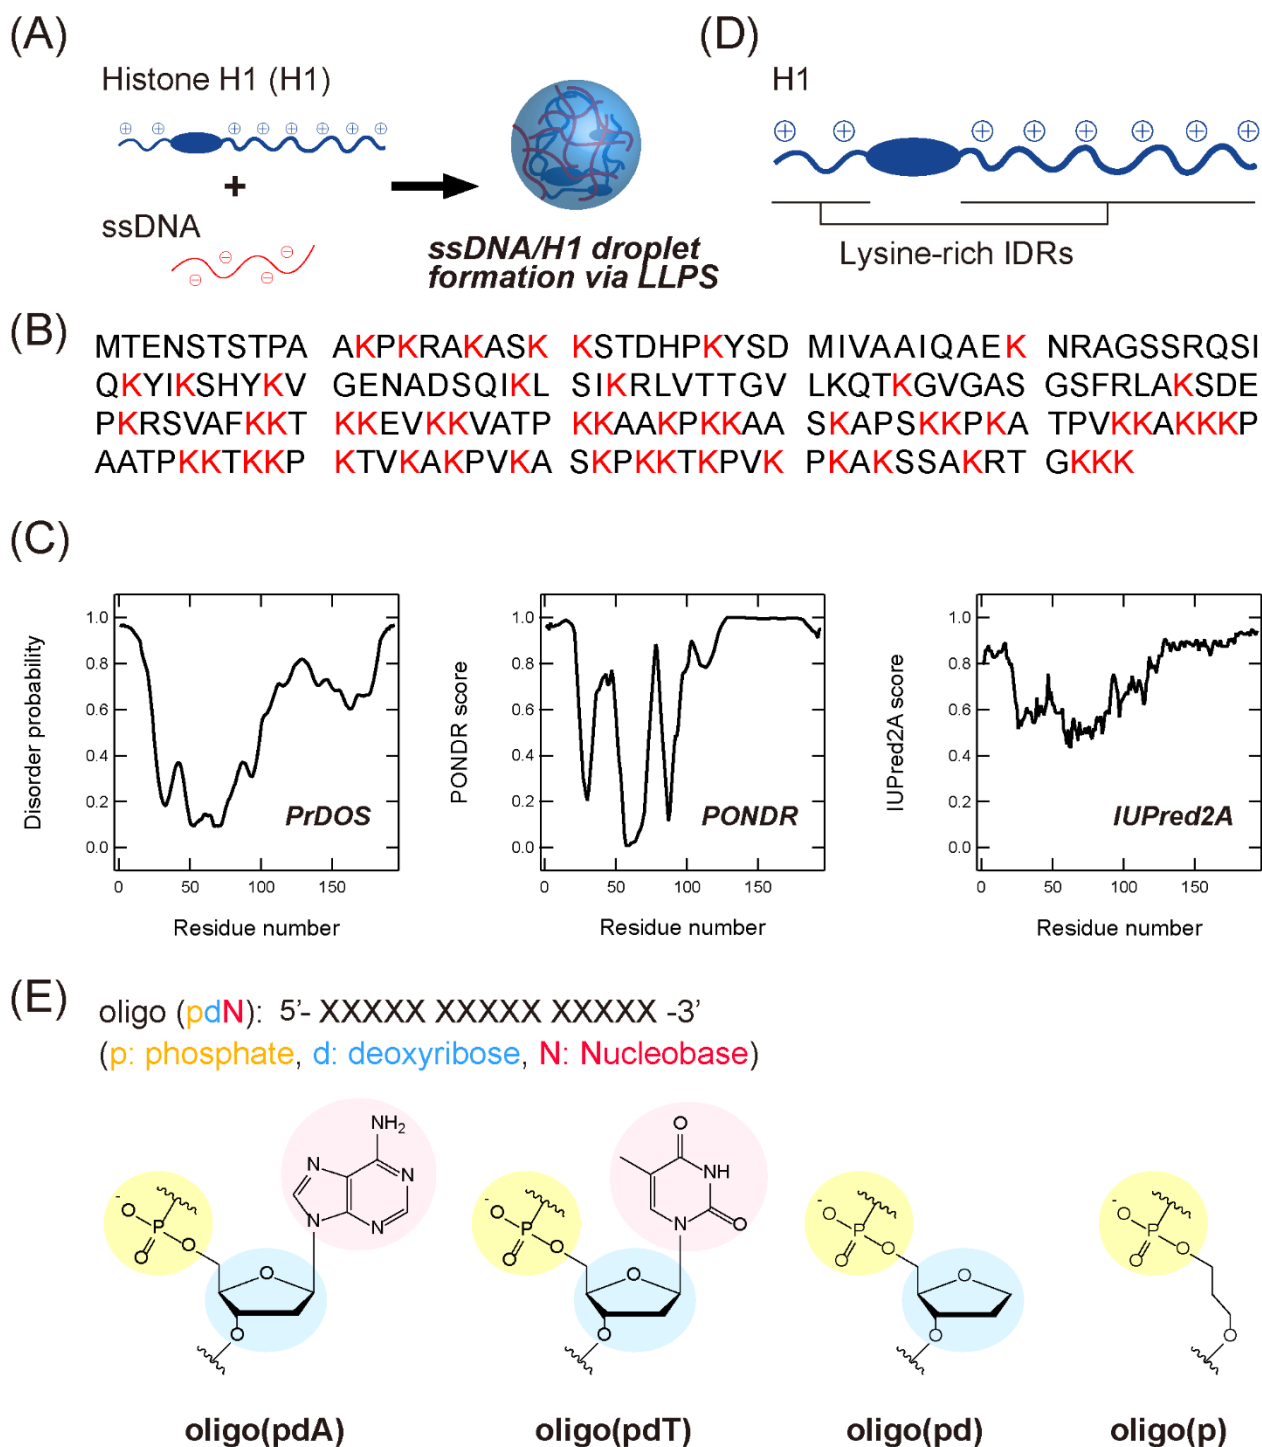 (A)
Histone H1 (H1)
⊕ ⊕ ⊕ ⊕ ⊕ ⊕ ⊕ ⊕
+
ssDNA
⊖ ⊖ ⊖ ⊖
ssDNA/H1 droplet
formation via LLPS
(D)
H1
⊕ ⊕ ⊕ ⊕ ⊕ ⊕ ⊕ ⊕
Lysine-rich IDRs
(B)
MTENSTSTPA AKPKRAKASK KSTDHPKYSD MIVAAIQAEK NRAGSSRQSI
QKYIKSHYKV GENADSQIKL SIKRLVTTGV LKQTKGVGAS GSFRLAKSDE
PKRSVAFKKT KKEVKKVATP KKAAKPKKAA SKAPSKKPKA TPVKKAKKKP
AATPKKTKKP KTVKAKPVKA SKPKKTKPVK PKAKSSAKRT GKKK
(C)
Disorder probability
1.0
0.8
0.6
0.4
0.2
0.0
PrDOS
0 50 100 150
Residue number
PONDR score
1.0
0.8
0.6
0.4
0.2
0.0
PONDR
0 50 100 150
Residue number
IUPred2A score
1.0
0.8
0.6
0.4
0.2
0.0
IUPred2A
0 50 100 150
Residue number
(E)
oligo (pdN): 5'- XXXXX XXXXX XXXXX -3'
(p: phosphate, d: deoxyribose, N: Nucleobase)
NH2
N N
N N
-O P O
O
O
O
O
NH
N O
-O P O
O
O
O
-O P O
O
O
O
-O P O
O
O
oligo(pdA)
oligo(pdT)
oligo(pd)
oligo(p)